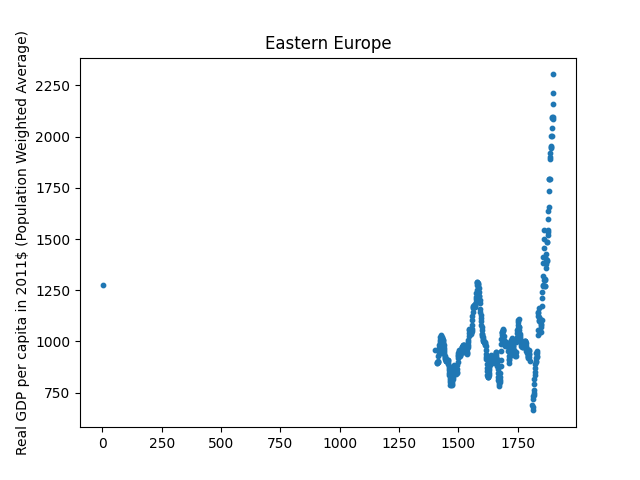 Eastern Europe
Real GDP per capita in 2011$ (Population Weighted Average)
2250
2000
1750
1500
1250
1000
750
0 250 500 750 1000 1250 1500 1750